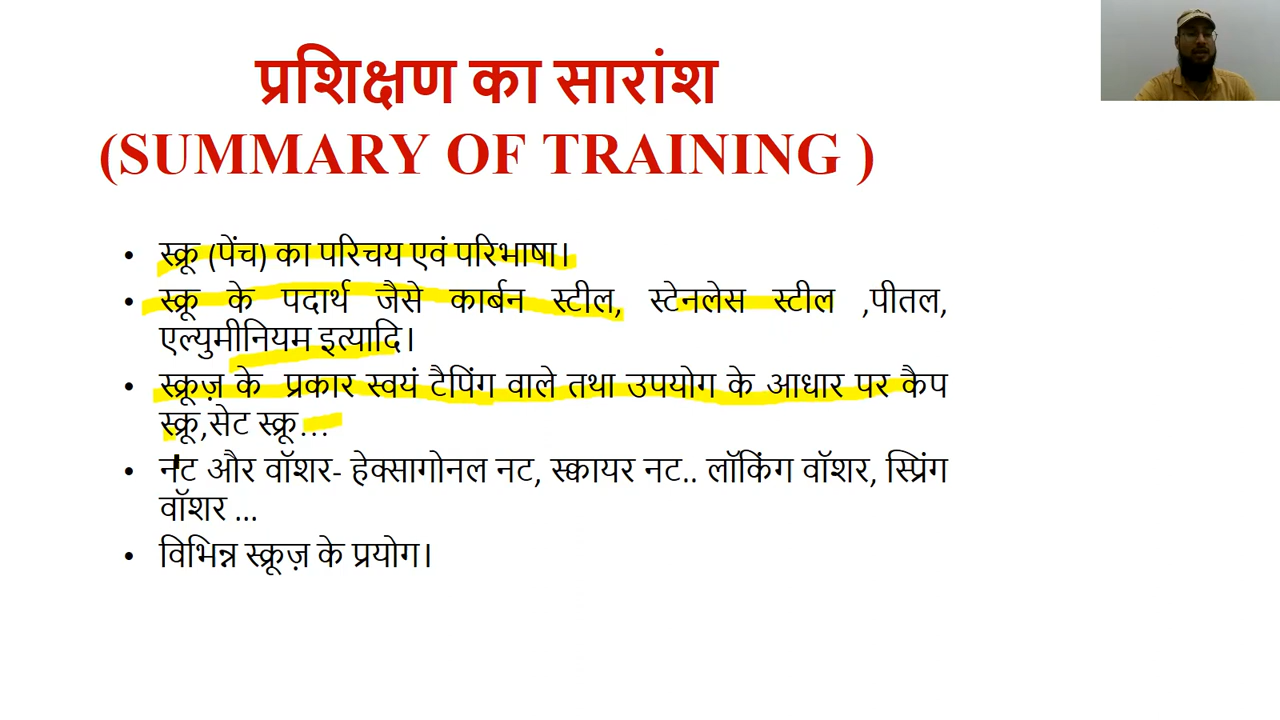 प्रशिक्षण का सारांश
(SUMMARY OF TRAINING )
• स्क्रू (पेंच) का परिचय एवं परिभाषा।
• स्क्रू के पदार्थ जैसे कार्बन स्टील, स्टेनलेस स्टील ,पीतल,
एल्युमीनियम इत्यादि।
• स्क्रूज़ के प्रकार स्वयं टैपिंग वाले तथा उपयोग के आधार पर कैप
स्क्रू,सेट स्क्रू...
• नट और वॉशर- हेक्सागोनल नट, स्कायर नट.. लॉकिंग वॉशर, स्प्रिंग
वॉशर ...
• विभिन्न स्क्रूज़ के प्रयोग।